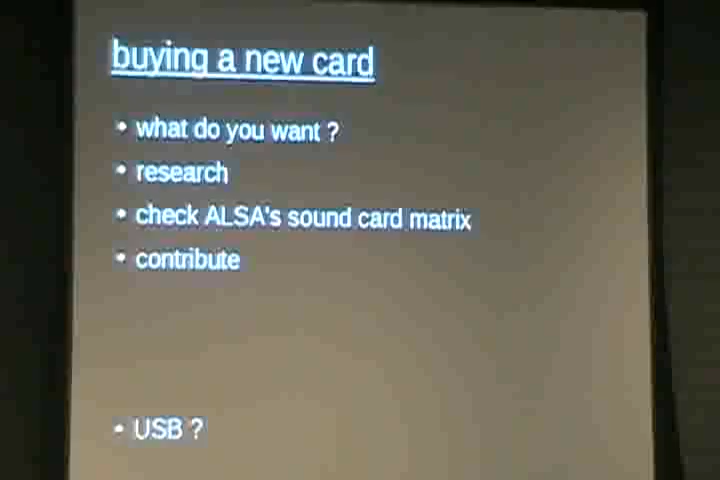 buying a new card
• what do you want ?
• research
• check ALSA's sound card matrix
• contribute
• USB ?